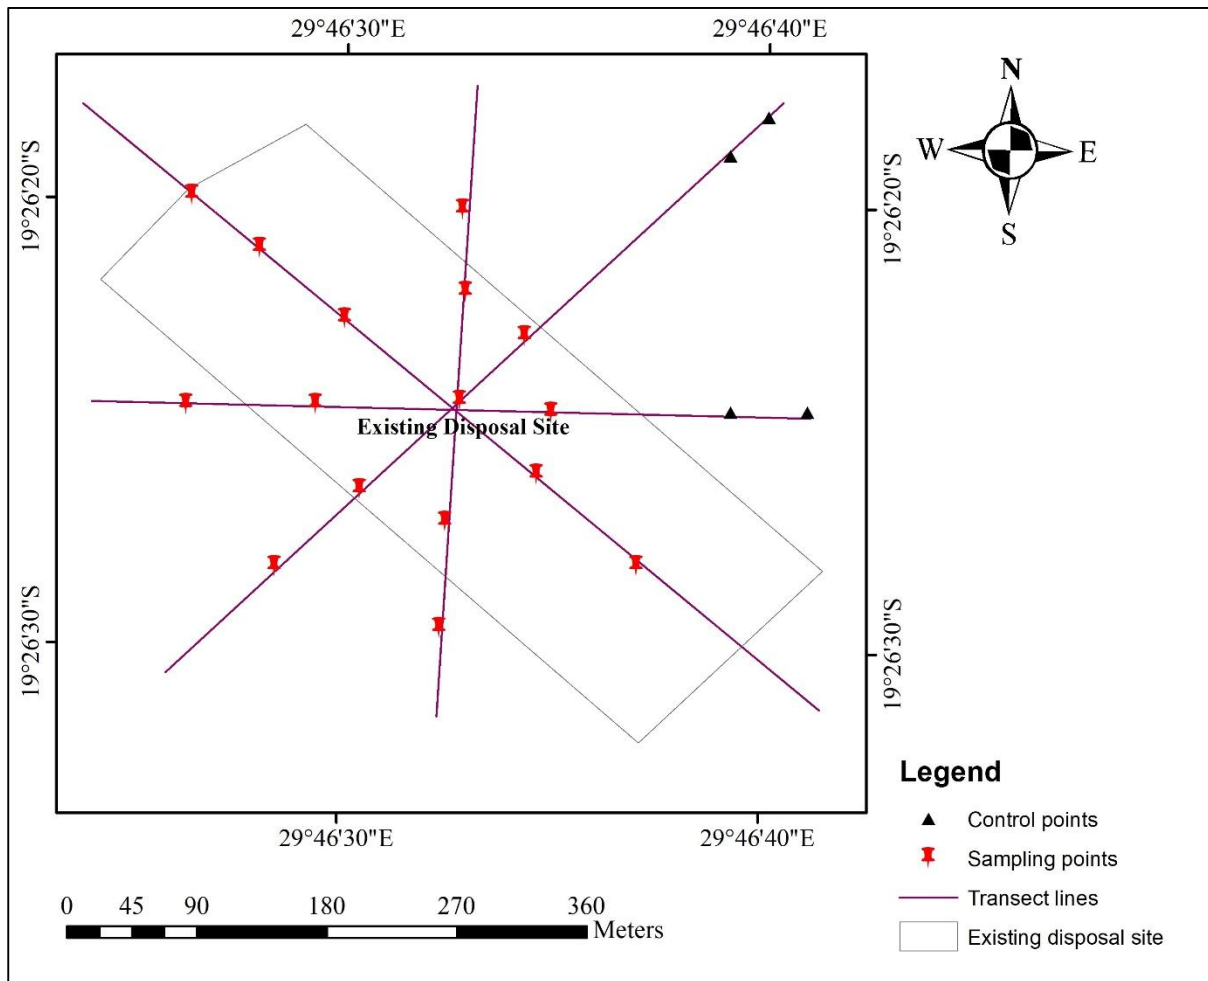 29°46'30"E 29°46'40"E
N
W E
S
19°26'20"S 19°26'20"S
Existing Disposal Site
19°26'30"S 19°26'30"S
29°46'30"E 29°46'40"E
Legend
Control points
Sampling points
Transect lines
Existing disposal site
0 45 90 180 270 360
Meters